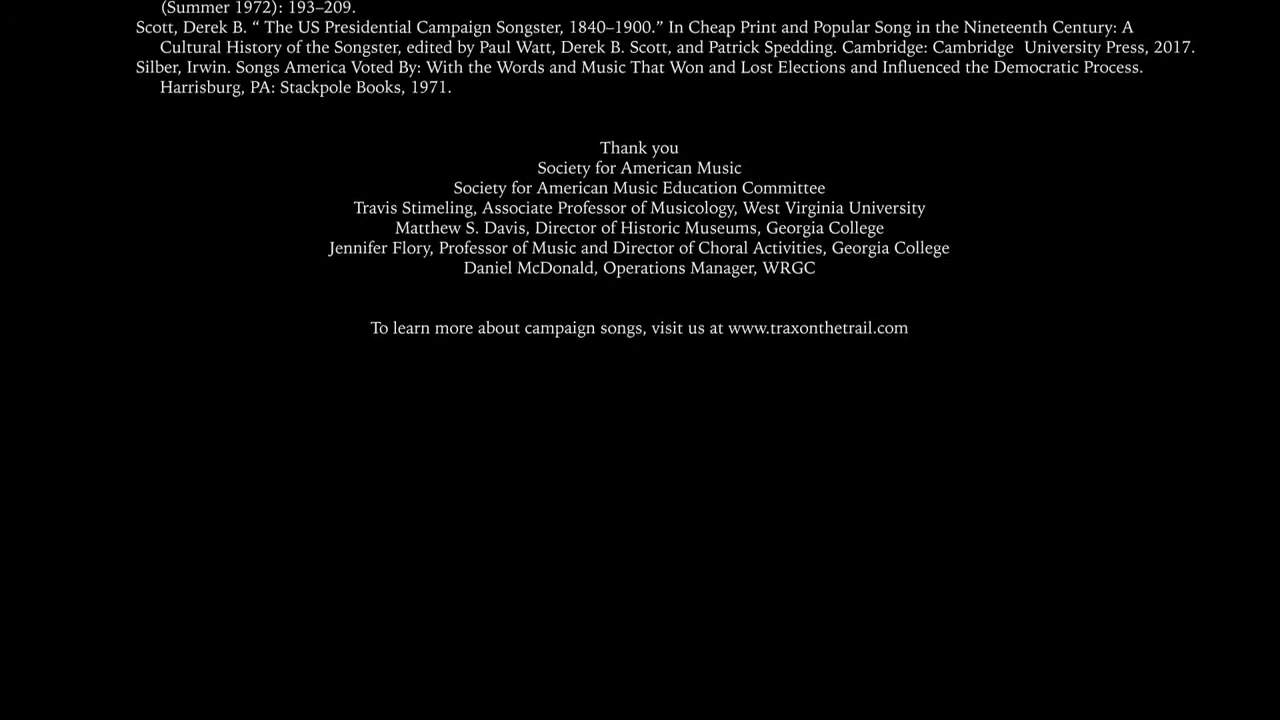 (Summer 1972): 193–209.
Scott, Derek B. “ The US Presidential Campaign Songster, 1840–1900.” In Cheap Print and Popular Song in the Nineteenth Century: A
Cultural History of the Songster, edited by Paul Watt, Derek B. Scott, and Patrick Spedding. Cambridge: Cambridge  University Press, 2017.
Silber, Irwin. Songs America Voted By: With the Words and Music That Won and Lost Elections and Influenced the Democratic Process.
Harrisburg, PA: Stackpole Books, 1971.
Thank you
Society for American Music
Society for American Music Education Committee
Travis Stimeling, Associate Professor of Musicology, West Virginia University
Matthew S. Davis, Director of Historic Museums, Georgia College
Jennifer Flory, Professor of Music and Director of Choral Activities, Georgia College
Daniel McDonald, Operations Manager, WRGC
To learn more about campaign songs, visit us at www.traxonthetrail.com